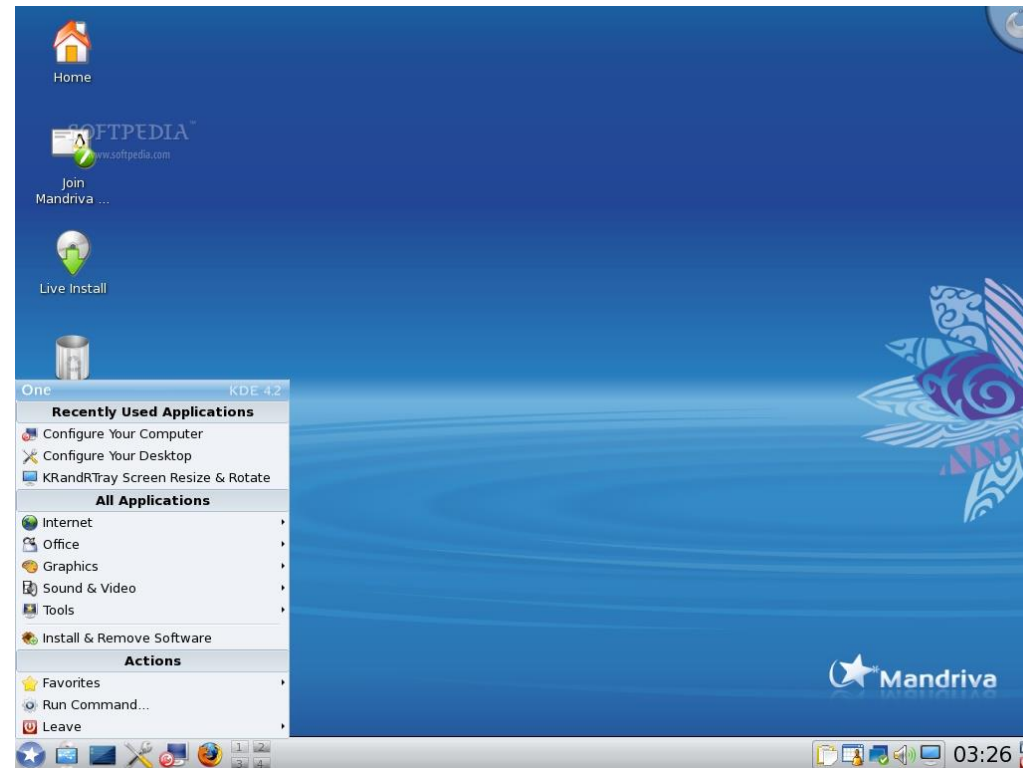 Home
SOFTPEDIA™
www.softpedia.com
Join
Mandriva ...
Live Install
One KDE 4.2
Recently Used Applications
Configure Your Computer
Configure Your Desktop
KRandRTray Screen Resize & Rotate
All Applications
Internet
Office
Graphics
Sound & Video
Tools
Install & Remove Software
Actions
Favorites
Run Command...
Leave
Mandriva
1 2
3 4
03:26